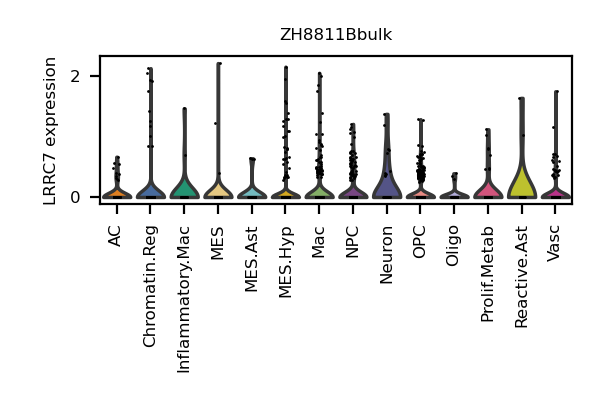 ZH8811Bbulk
LRRC7 expression
2
0
AC
Chromatin.Reg
Inflammatory.Mac
MES
MES.Ast
MES.Hyp
Mac
NPC
Neuron
OPC
Oligo
Prolif.Metab
Reactive.Ast
Vasc